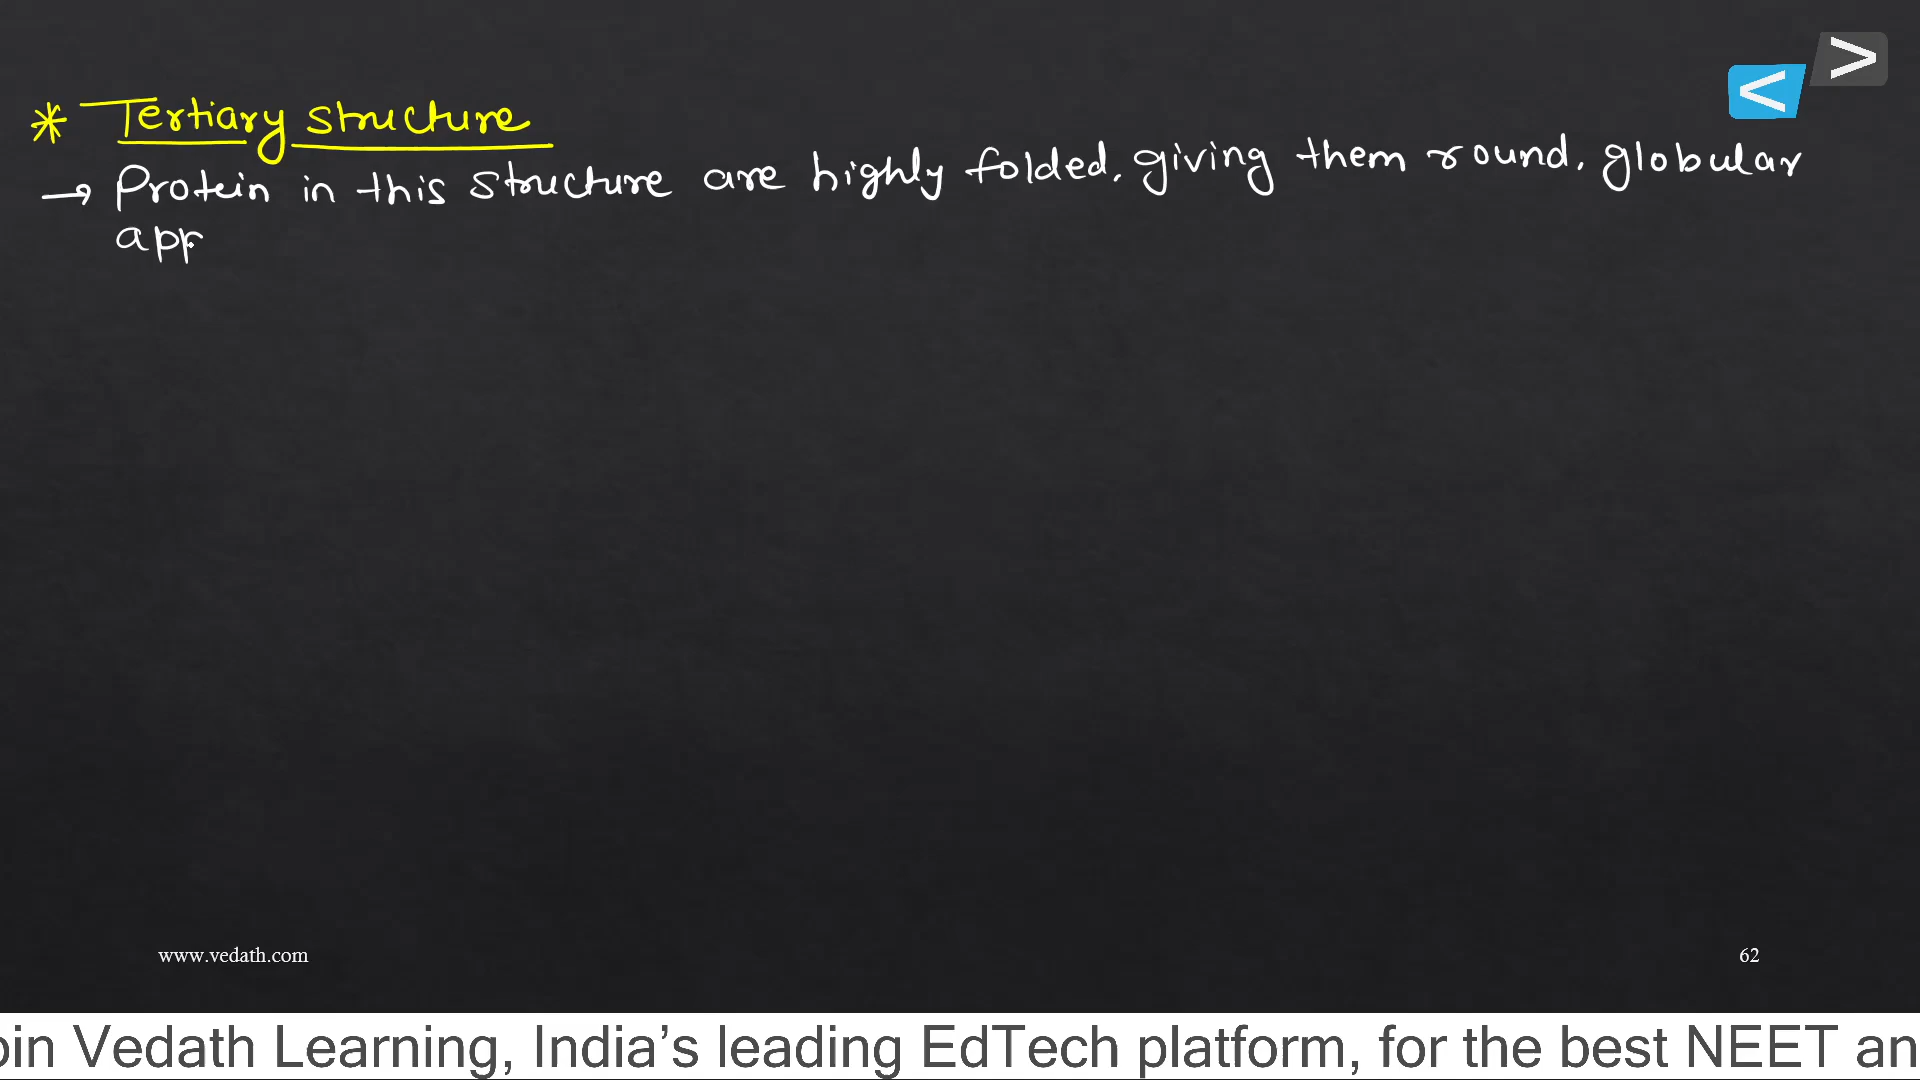 * Tertiary structure
→ Protein in this structure are highly folded, giving them round, globular
app
www.vedath.com
62
oin Vedath Learning, India’s leading EdTech platform, for the best NEET an